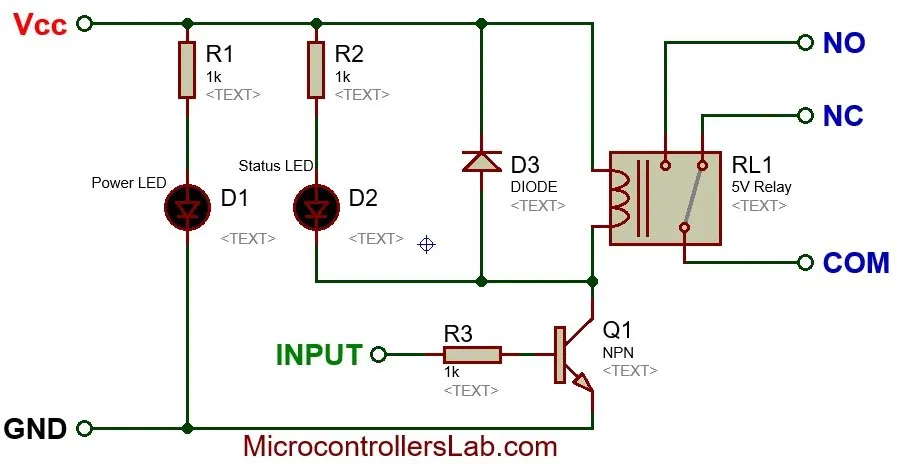 Vcc
R1
1k
<TEXT>
R2
1k
<TEXT>
NO
NC
Power LED
D1
<TEXT>
Status LED
D2
<TEXT>
D3
DIODE
<TEXT>
RL1
5V Relay
<TEXT>
COM
INPUT
R3
1k
<TEXT>
Q1
NPN
<TEXT>
GND
MicrocontrollersLab.com